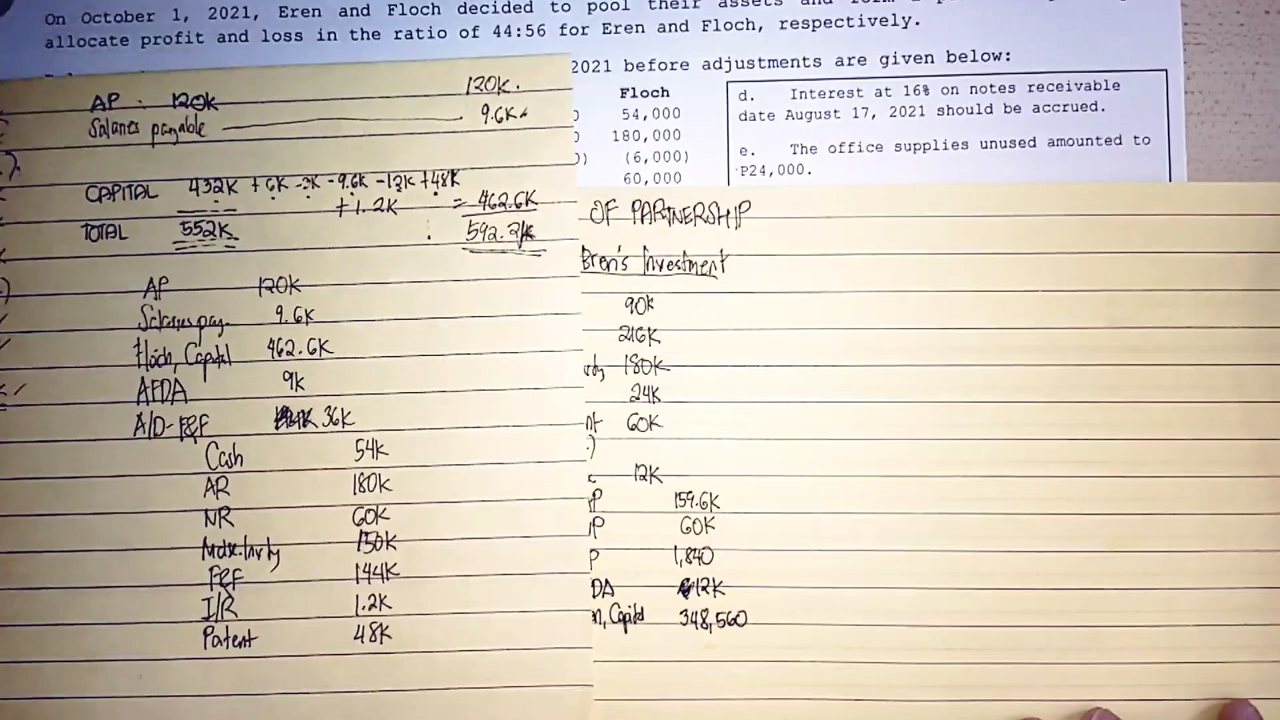 On October 1, 2021, Eren and Floch decided to pool their assets and
allocate profit and loss in the ratio of 44:56 for Eren and Floch, respectively.
2021 before adjustments are given below:
Floch
54,000
180,000
(6,000)
60,000
d. Interest at 16% on notes receivable
date August 17, 2021 should be accrued.
e. The office supplies unused amounted to
P24,000.
AP : 120K 120K.
Salaries payable 9.6K
CAPITAL 432K + 6K -3K -9.6K -12K +48K
+1.2K = 462.6K
TOTAL 552K 592.2K
AP 120K
Salaries pay. 9.6K
Floch, Capital 462.6K
AFDA 9K
A/D-F&F 36K
Cash 54K
AR 180K
NR 60K
Mdse. Invty 150K
F&F 144K
I/R 1.2K
Patent 48K
OF PARTNERSHIP
Eren's Investment
90K
216K
180K
24K
nt 60K
12K
P 159.6K
P 60K
P 1,840
DA 12K
n, Capital 348,560